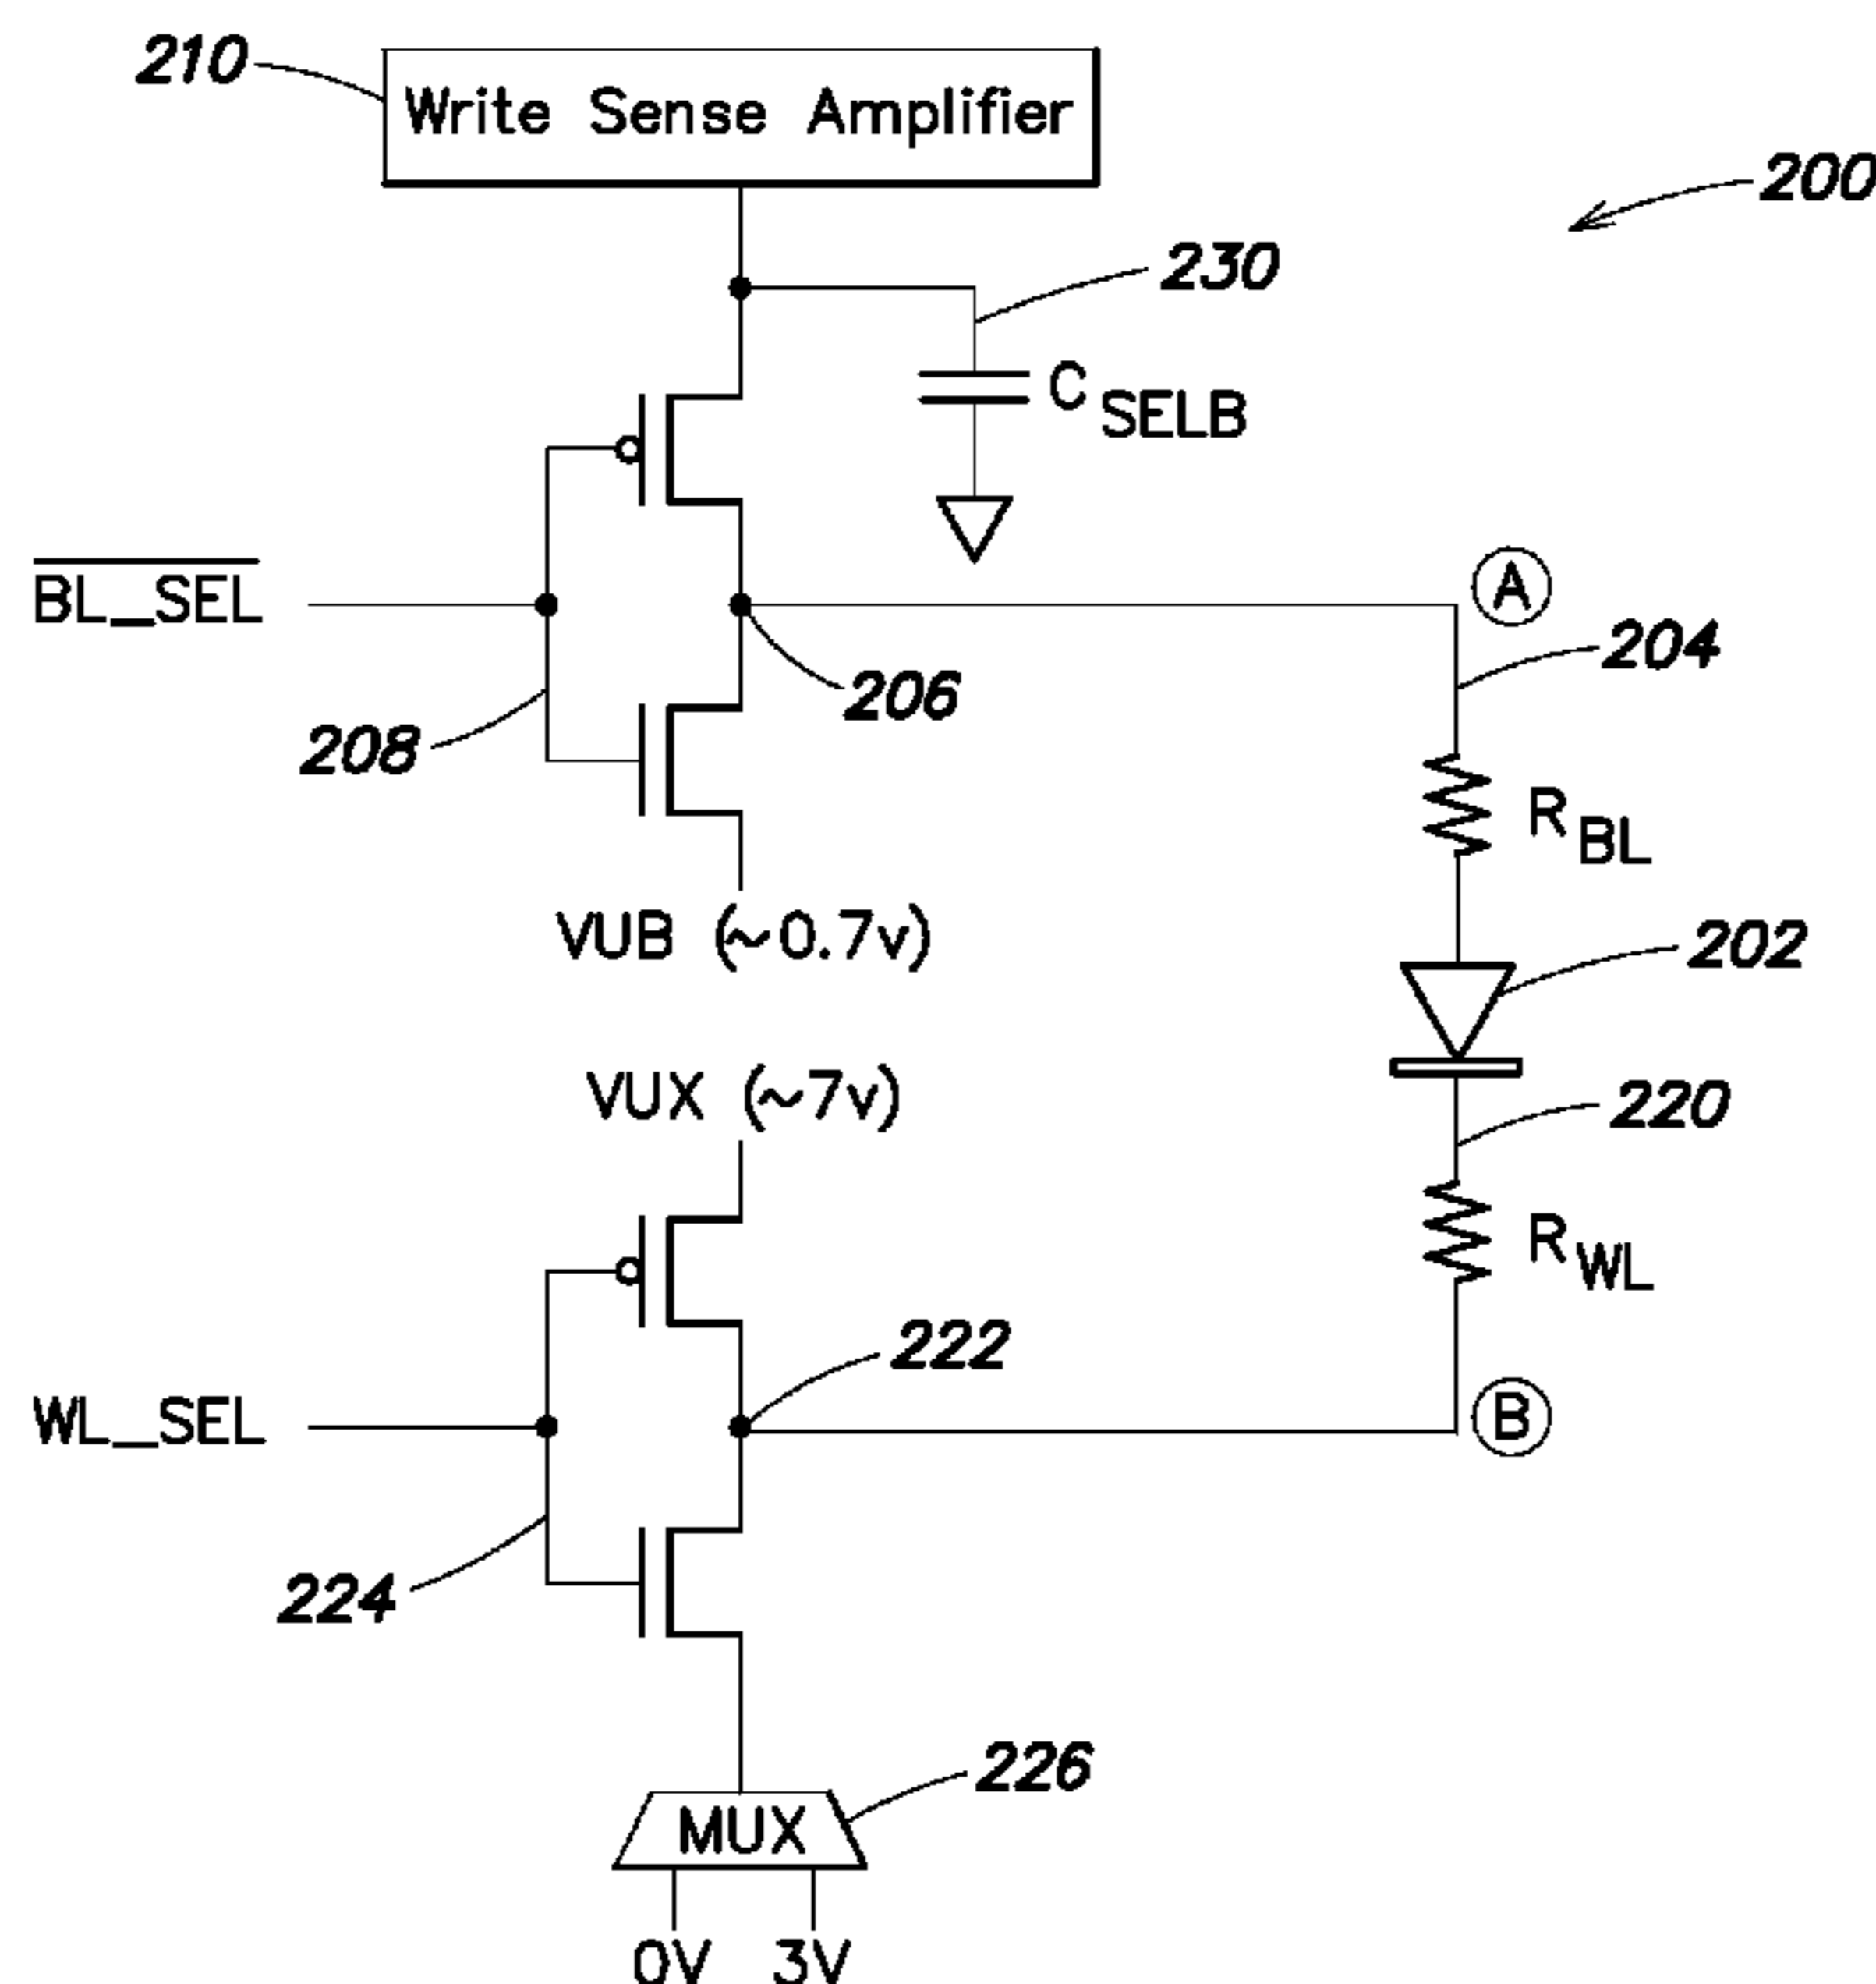 210
Write Sense Amplifier
200
230
C SELB
BL_SEL
A
204
206
208
R BL
VUB (~0.7v)
202
VUX (~7v)
220
R WL
222
WL_SEL
B
224
226
MUX
0V 3V